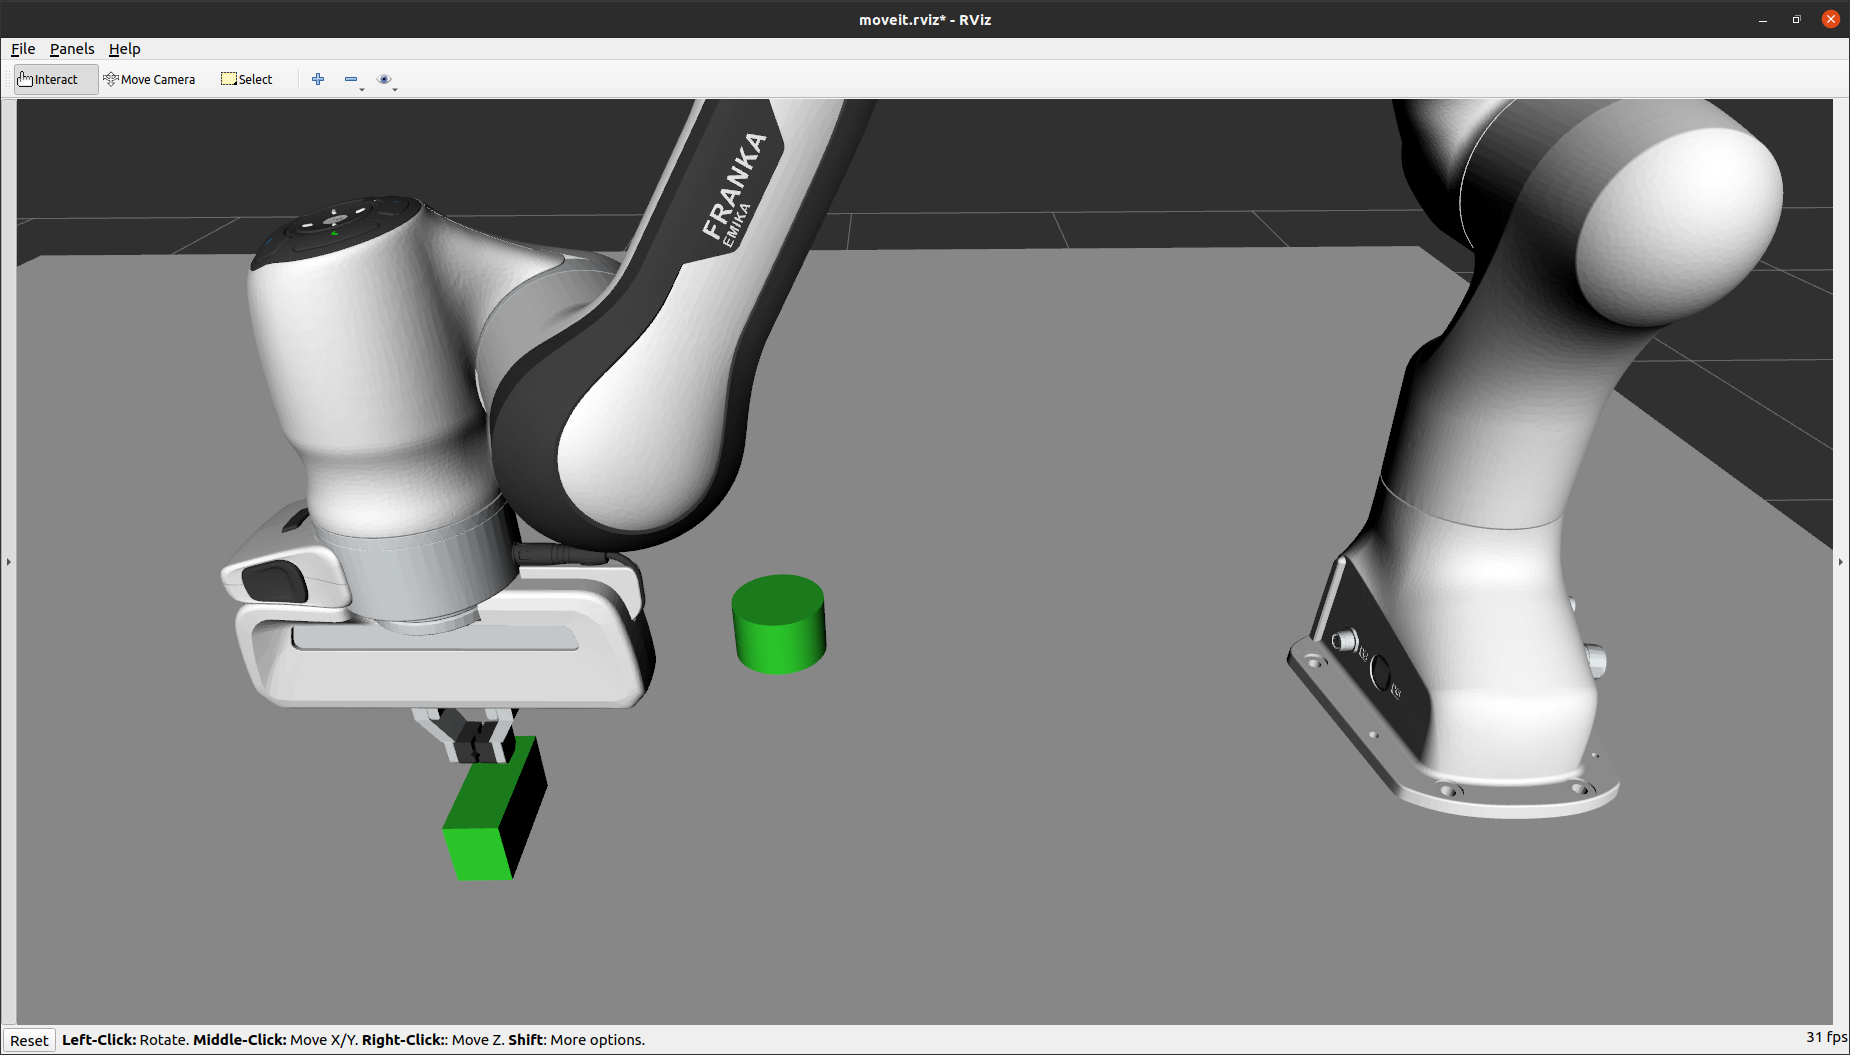 moveit.rviz* - RViz
File Panels Help
Interact Move Camera Select
FRANKA
EMIKA
Reset Left-Click: Rotate. Middle-Click: Move X/Y. Right-Click:: Move Z. Shift: More options. 31 fps